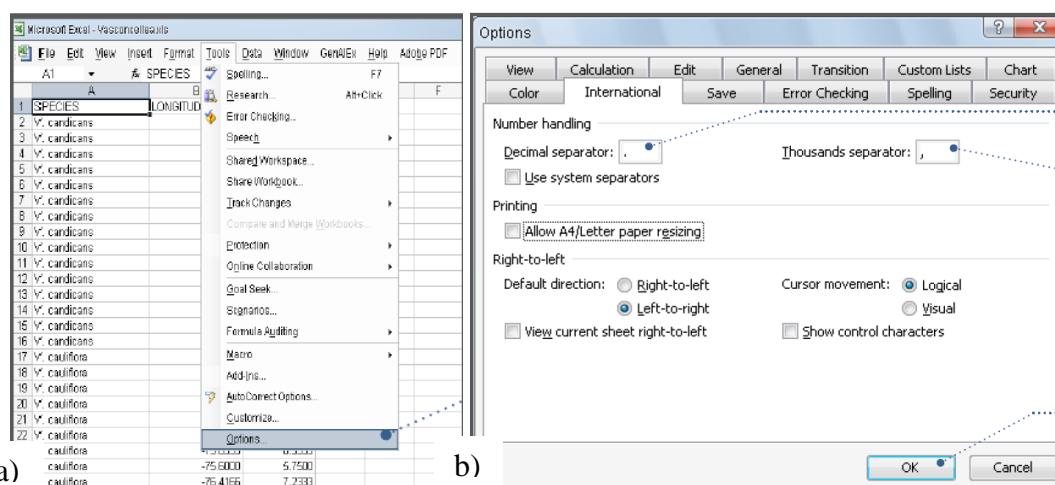 Microsoft Excel - Vasconcellea.xls
File Edit View Insert Format Tools Data Window GenAlEx Help Adobe PDF
A1 fx SPECIES
A B F
1 SPECIES LONGITUD
2 V. candicans
3 V. candicans
4 V. candicans
5 V. candicans
6 V. candicans
7 V. candicans
8 V. candicans
9 V. candicans
10 V. candicans
11 V. candicans
12 V. candicans
13 V. candicans
14 V. candicans
15 V. candicans
16 V. candicans
17 V. cauliflora
18 V. cauliflora
19 V. cauliflora
20 V. cauliflora
21 V. cauliflora
22 V. cauliflora
cauliflora
cauliflora -75.6000 5.7500
cauliflora -76.4166 7.2333
Spelling... F7
Research... Alt+Click
Error Checking...
Speech
Shared Workspace...
Share Workbook...
Track Changes
Compare and Merge Workbooks...
Protection
Online Collaboration
Goal Seek...
Scenarios...
Formula Auditing
Macro
Add-Ins...
AutoCorrect Options...
Customize...
Options...
a)
Options
View Calculation Edit General Transition Custom Lists Chart
Color International Save Error Checking Spelling Security
Number handling
Decimal separator: . Thousands separator: ,
Use system separators
Printing
Allow A4/Letter paper resizing
Right-to-left
Default direction: Right-to-left Cursor movement: Logical
Left-to-right Visual
View current sheet right-to-left Show control characters
OK Cancel
b)